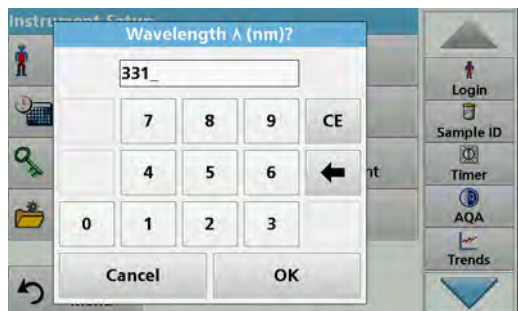 Instrument Setup
Wavelength λ (nm)?
331_
7 8 9 CE
4 5 6
0 1 2 3
Cancel OK
nt
Menu
Login
Sample ID
Timer
AQA
Trends